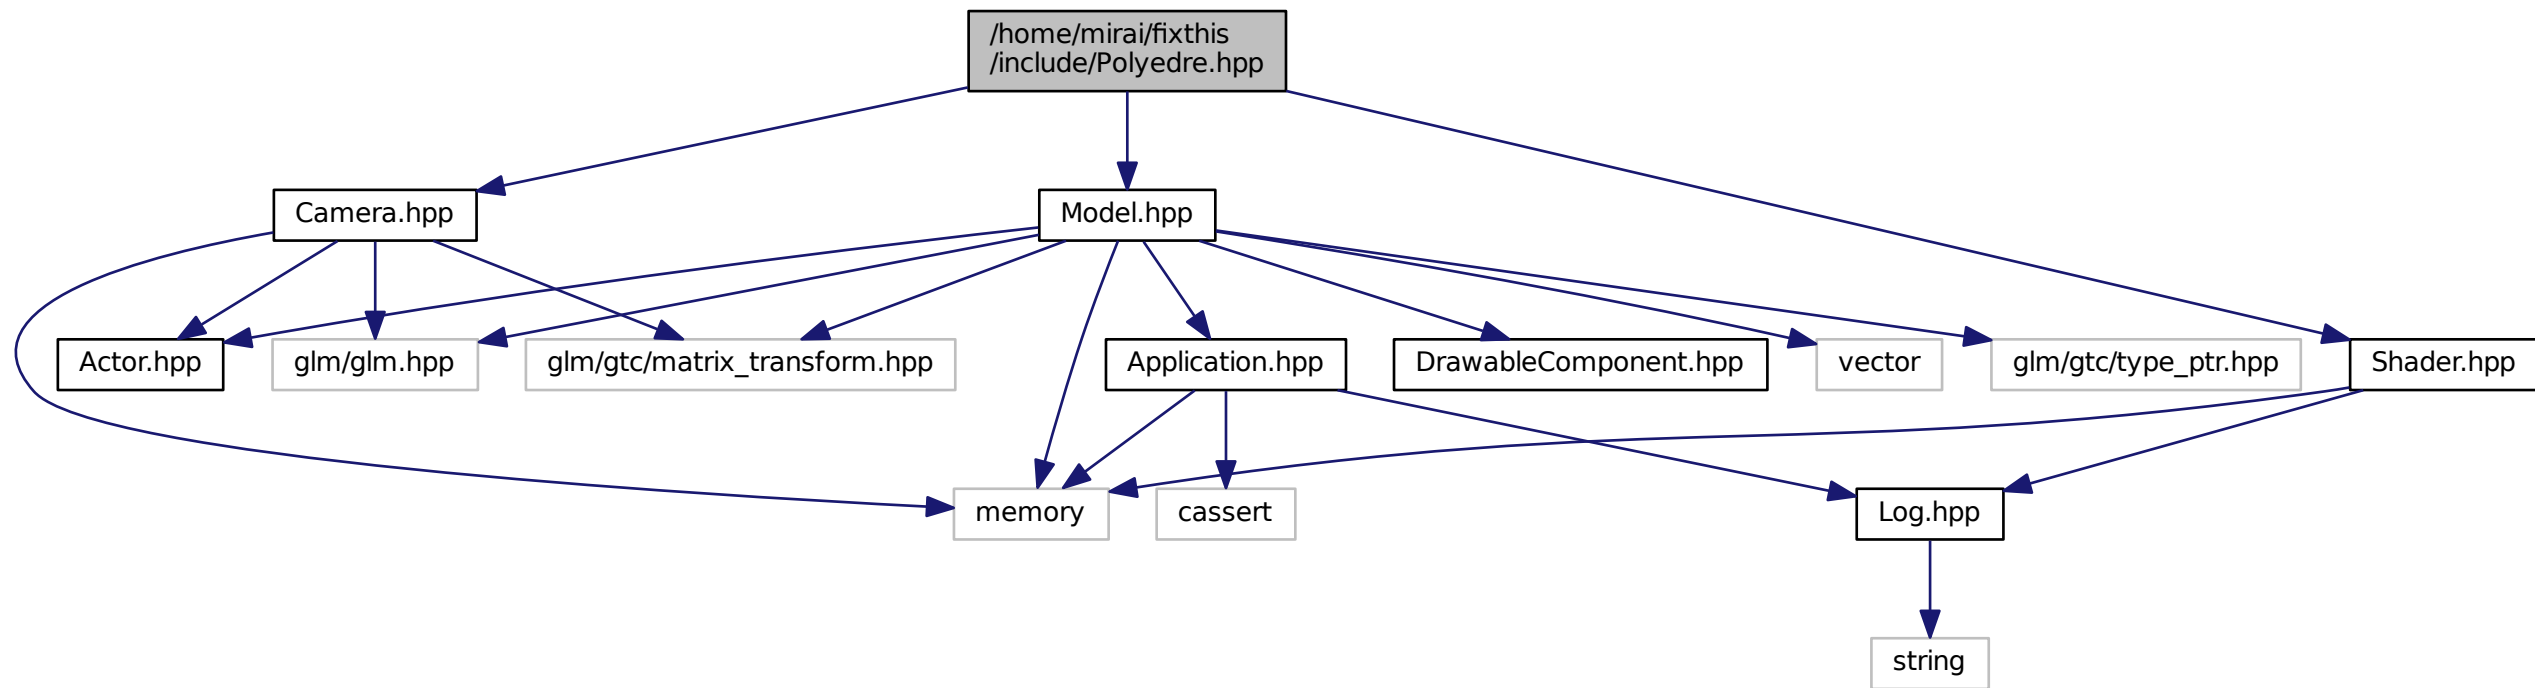 /home/mirai/fixthis
/include/Polyedre.hpp
Camera.hpp
Model.hpp
Actor.hpp
glm/glm.hpp
glm/gtc/matrix_transform.hpp
Application.hpp
DrawableComponent.hpp
vector
glm/gtc/type_ptr.hpp
Shader.hpp
memory
cassert
Log.hpp
string